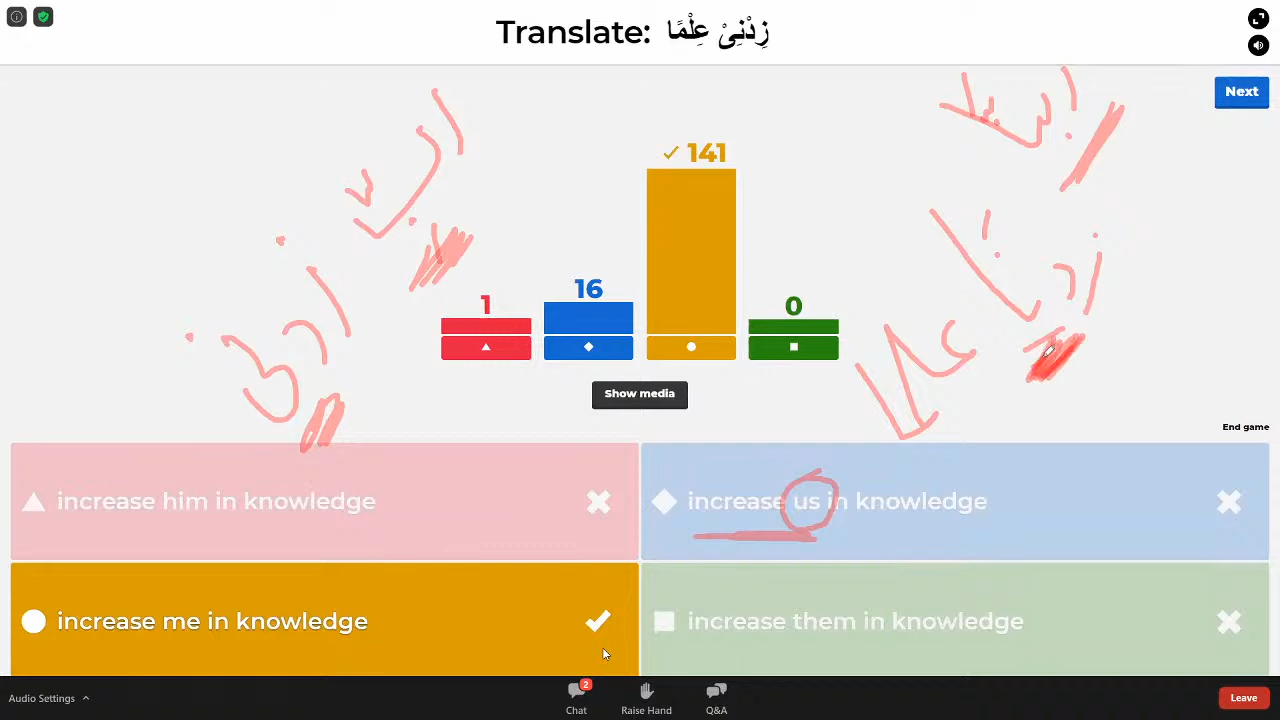 Translate: زِدْنِىْ عِلْمًا
Next
141
16
1
0
Show media
End game
increase him in knowledge
increase us in knowledge
increase me in knowledge
increase them in knowledge
Audio Settings
2
Chat
Raise Hand
Q&A
Leave